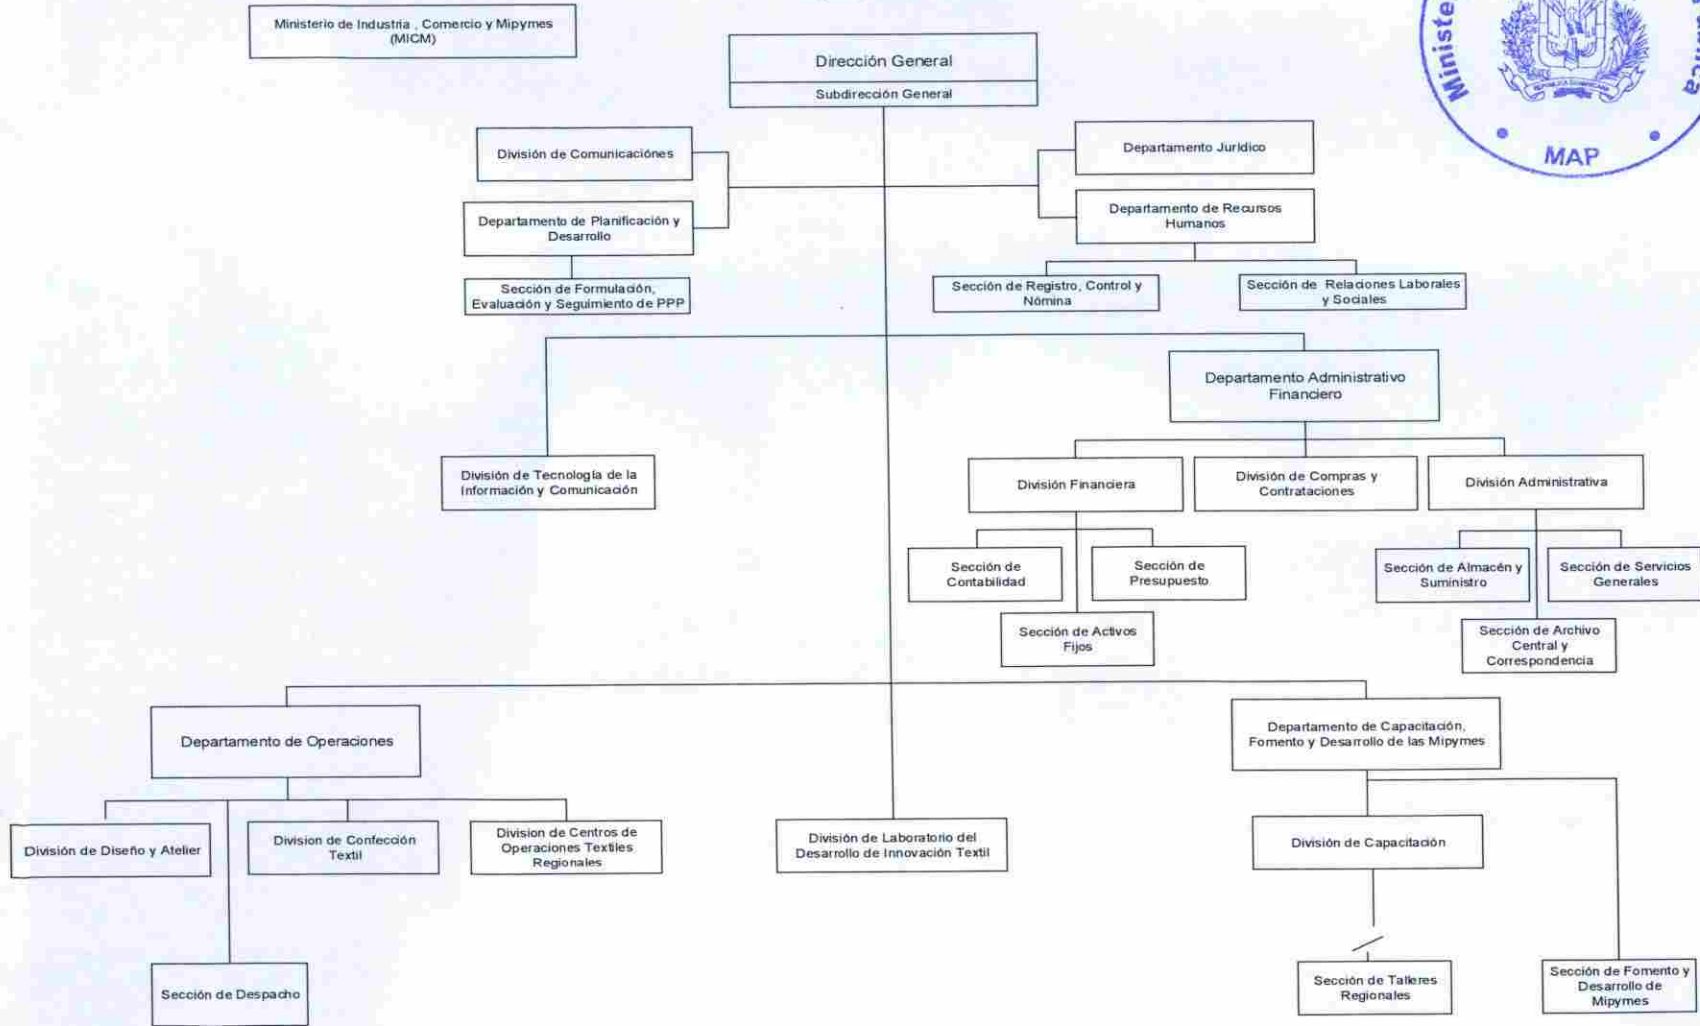 Ministerio de Industria , Comercio y Mipymes
(MICM)
Dirección General
Subdirección General
Ministe
MAP
REPUBLICA DOMINICANA
División de Comunicaciónes
Departamento Jurídico
Departamento de Planificación y
Desarrollo
Departamento de Recursos
Humanos
Sección de Formulación,
Evaluación y Seguimiento de PPP
Sección de Registro, Control y
Nómina
Sección de Relaciones Laborales
y Sociales
Departamento Administrativo
Financiero
División de Tecnología de la
Información y Comunicación
División Financiera
División de Compras y
Contrataciones
División Administrativa
Sección de
Contabilidad
Sección de
Presupuesto
Sección de Almacén y
Suministro
Sección de Servicios
Generales
Sección de Activos
Fijos
Sección de Archivo
Central y
Correspondencia
Departamento de Operaciones
Departamento de Capacitación,
Fomento y Desarrollo de las Mipymes
División de Diseño y Atelier
Division de Confección
Textil
Division de Centros de
Operaciones Textiles
Regionales
División de Laboratorio del
Desarrollo de Innovación Textil
División de Capacitación
Sección de Despacho
Sección de Talleres
Regionales
Sección de Fomento y
Desarrollo de
Mipymes